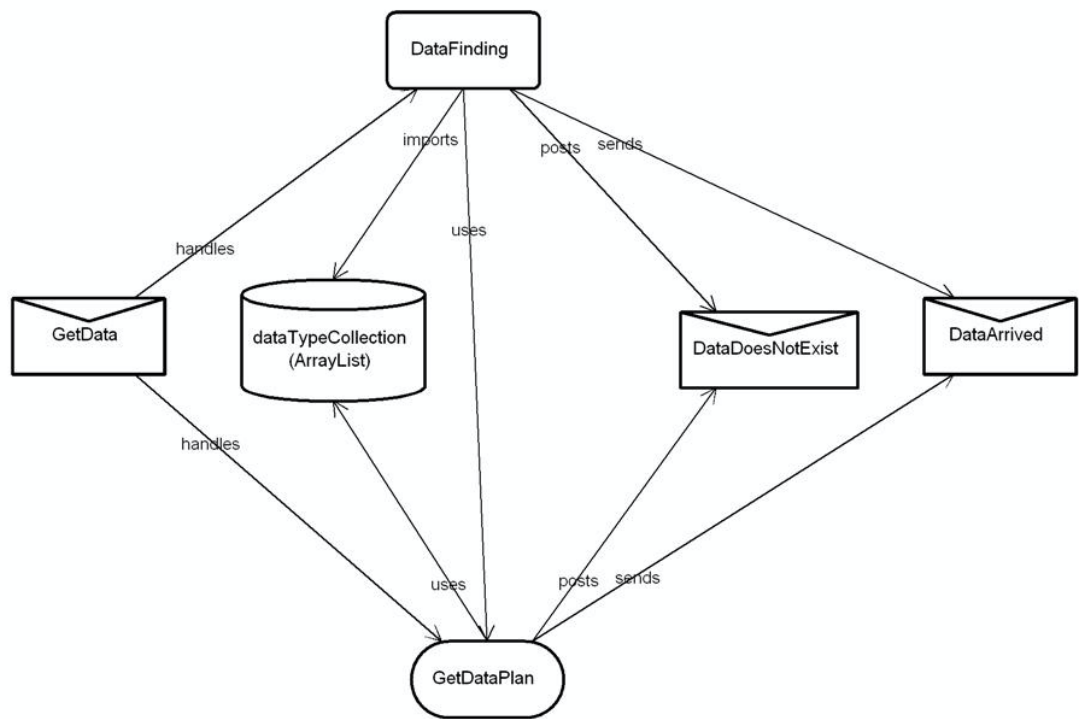 DataFinding
imports
posts
sends
uses
handles
GetData
dataTypeCollection
(ArrayList)
DataDoesNotExist
DataArrived
handles
uses
posts
sends
GetDataPlan